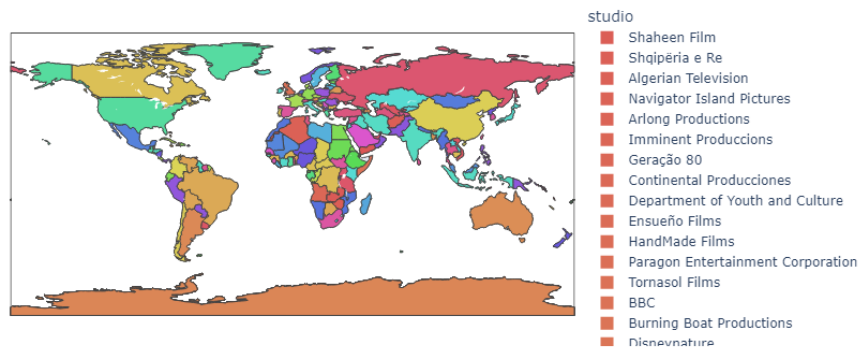 studio
Shaheen Film
Shqipëria e Re
Algerian Television
Navigator Island Pictures
Arlong Productions
Imminent Produccions
Geração 80
Continental Producciones
Department of Youth and Culture
Ensueño Films
HandMade Films
Paragon Entertainment Corporation
Tornasol Films
BBC
Burning Boat Productions
Disneynature